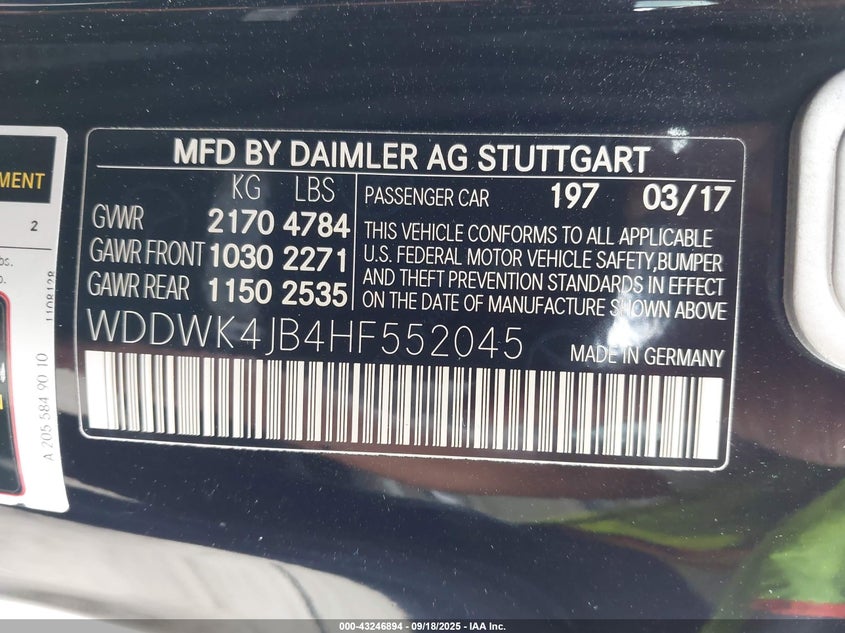 MFD BY DAIMLER AG STUTTGART
KG LBS
GVWR 2170 4784
GAWR FRONT 1030 2271
GAWR REAR 1150 2535
PASSENGER CAR 197 03/17
THIS VEHICLE CONFORMS TO ALL APPLICABLE
U.S. FEDERAL MOTOR VEHICLE SAFETY,BUMPER
AND THEFT PREVENTION STANDARDS IN EFFECT
ON THE DATE OF MANUFACTURE SHOWN ABOVE
WDDWK4JB4HF552045
MADE IN GERMANY
2
110812B
A 205 584 90 10
000-43246894 • 09/18/2025 • IAA Inc.